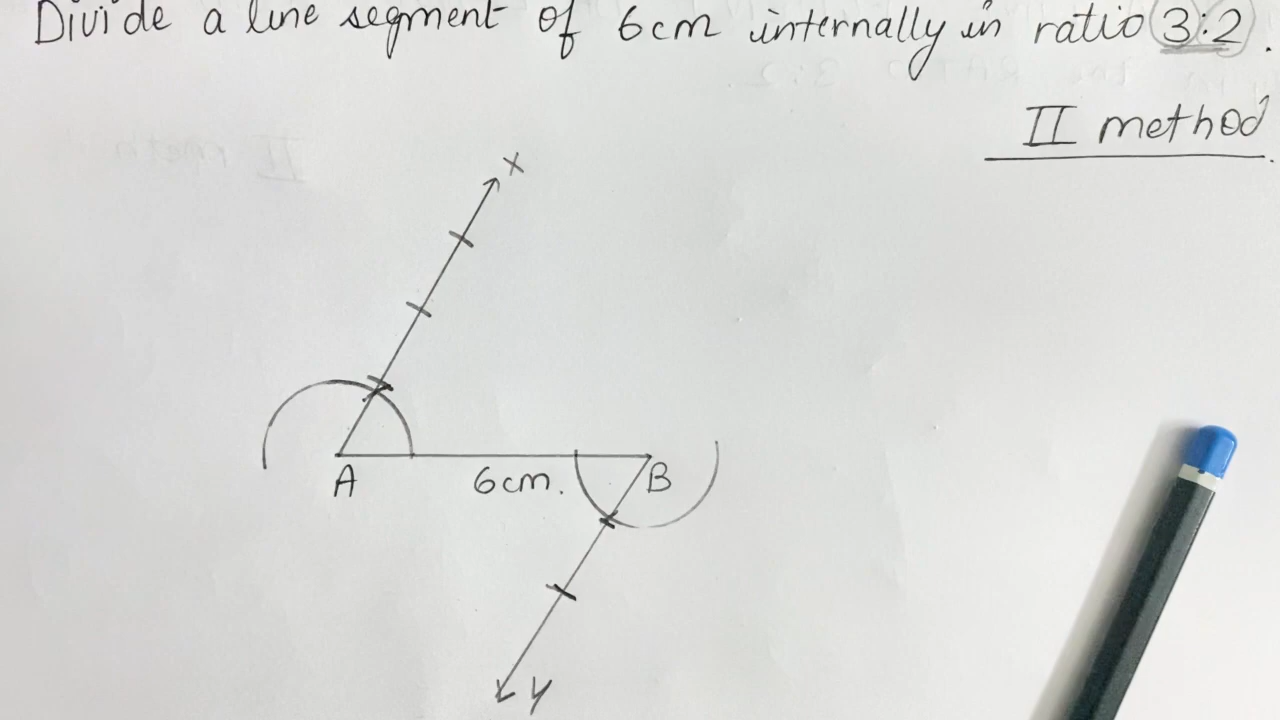 Divide a line segment of 6cm internally in ratio 3:2.
II method.
X
A
6cm.
B
Y